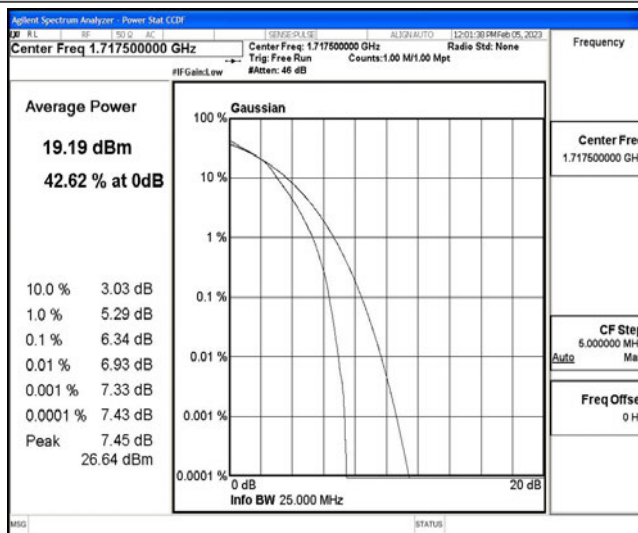 Agilent Spectrum Analyzer - Power Stat CCDF
RL RF 50 Ω AC SENSE:PULSE ALIGN AUTO 12:01:38 PM Feb 05, 2023
Center Freq 1.717500000 GHz
Center Freq: 1.717500000 GHz Radio Std: None
Trig: Free Run Counts:1.00 M/1.00 Mpt
#IFGain:Low #Atten: 46 dB
Frequency
Average Power
19.19 dBm
42.62 % at 0dB
10.0 % 3.03 dB
1.0 % 5.29 dB
0.1 % 6.34 dB
0.01 % 6.93 dB
0.001 % 7.33 dB
0.0001 % 7.43 dB
Peak 7.45 dB
26.64 dBm
Gaussian
100 %
10 %
1 %
0.1 %
0.01 %
0.001 %
0.0001 %
0 dB 20 dB
Info BW 25.000 MHz
Center Fre
1.717500000 GH
CF Step
5.000000 MH
Auto Ma
Freq Offse
0 H
MSG STATUS